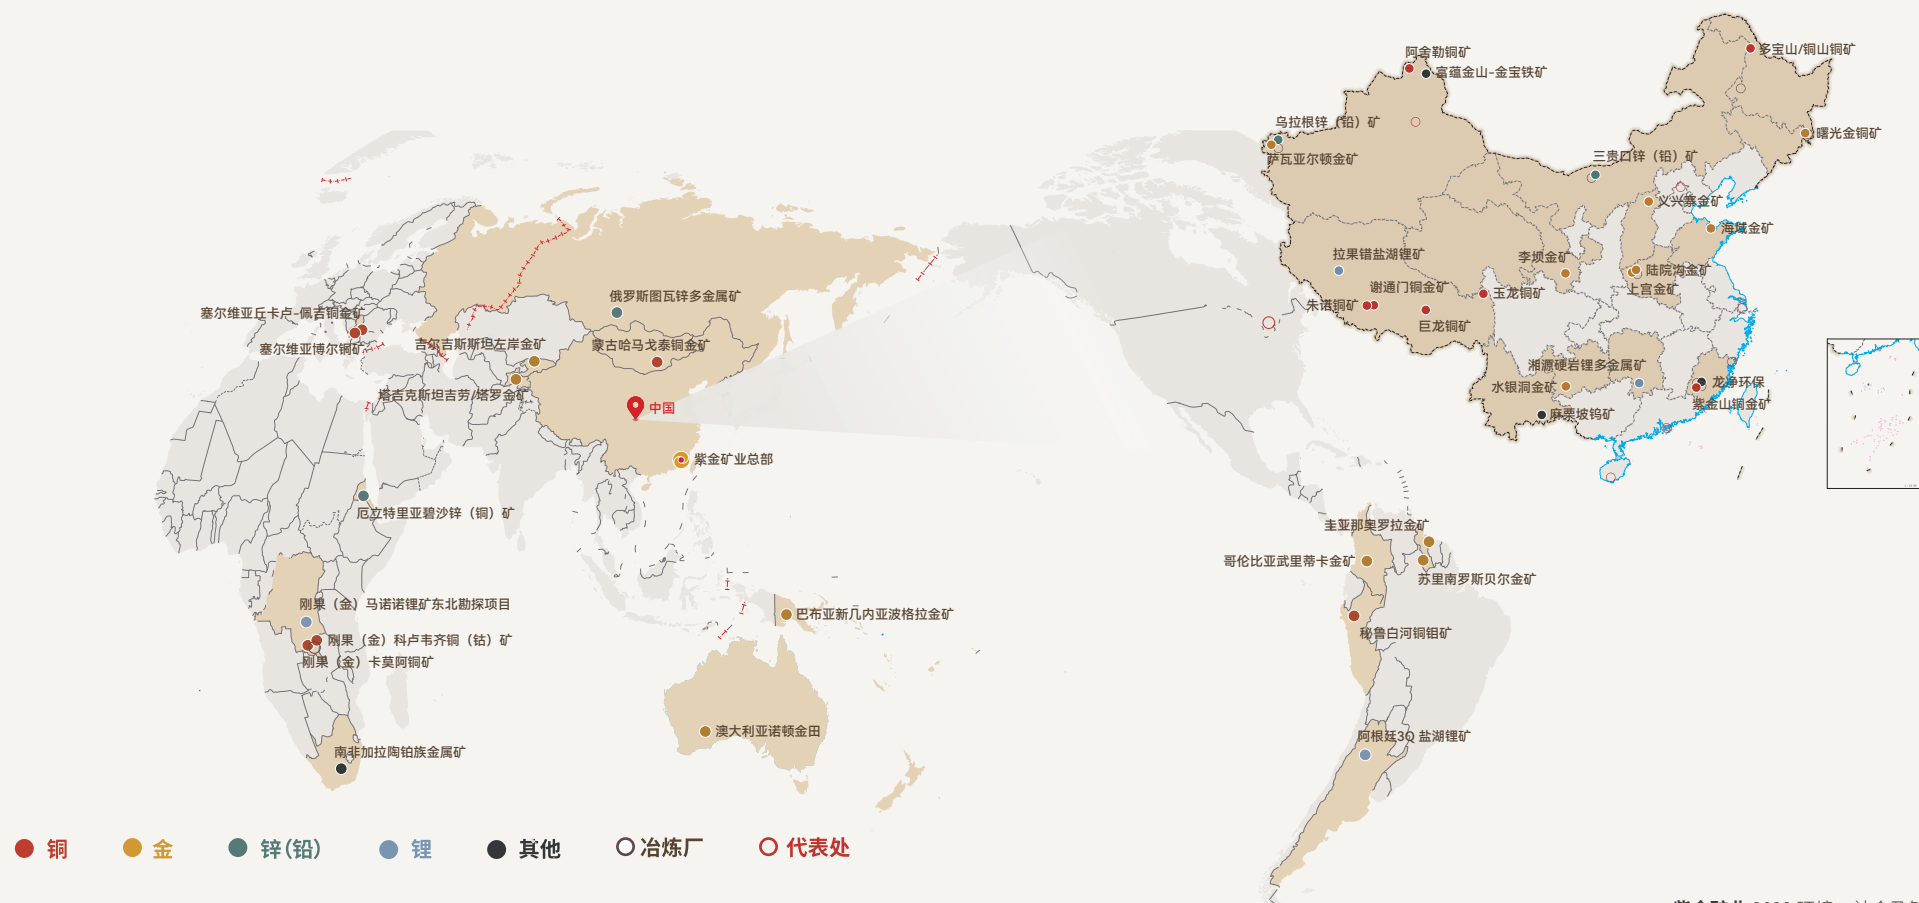 多宝山/铜山铜矿
阿舍勒铜矿
富蕴金山-金宝铁矿
乌拉根锌（铅）矿
曙光金铜矿
萨瓦亚尔顿金矿
三贵口锌（铅）矿
义兴寨金矿
海域金矿
拉果错盐湖锂矿
李坝金矿
陆院沟金矿
上宫金矿
谢通门铜金矿
玉龙铜矿
朱诺铜矿
巨龙铜矿
湘源硬岩锂多金属矿
水银洞金矿
龙净环保
紫金山铜金矿
麻栗坡钨矿
俄罗斯图瓦锌多金属矿
塞尔维亚丘卡卢-佩吉铜金矿
塞尔维亚博尔铜矿
吉尔吉斯斯坦左岸金矿
蒙古哈马戈泰铜金矿
塔吉克斯坦吉劳/塔罗金矿
中国
紫金矿业总部
厄立特里亚碧沙锌（铜）矿
圭亚那奥罗拉金矿
哥伦比亚武里蒂卡金矿
苏里南罗斯贝尔金矿
刚果（金）马诺诺锂矿东北勘探项目
巴布亚新几内亚波格拉金矿
秘鲁白河铜钼矿
刚果（金）科卢韦齐铜（钴）矿
刚果（金）卡莫阿铜矿
澳大利亚诺顿金田
阿根廷3Q 盐湖锂矿
南非加拉陶铂族金属矿
铜
金
锌(铅)
锂
其他
冶炼厂
代表处